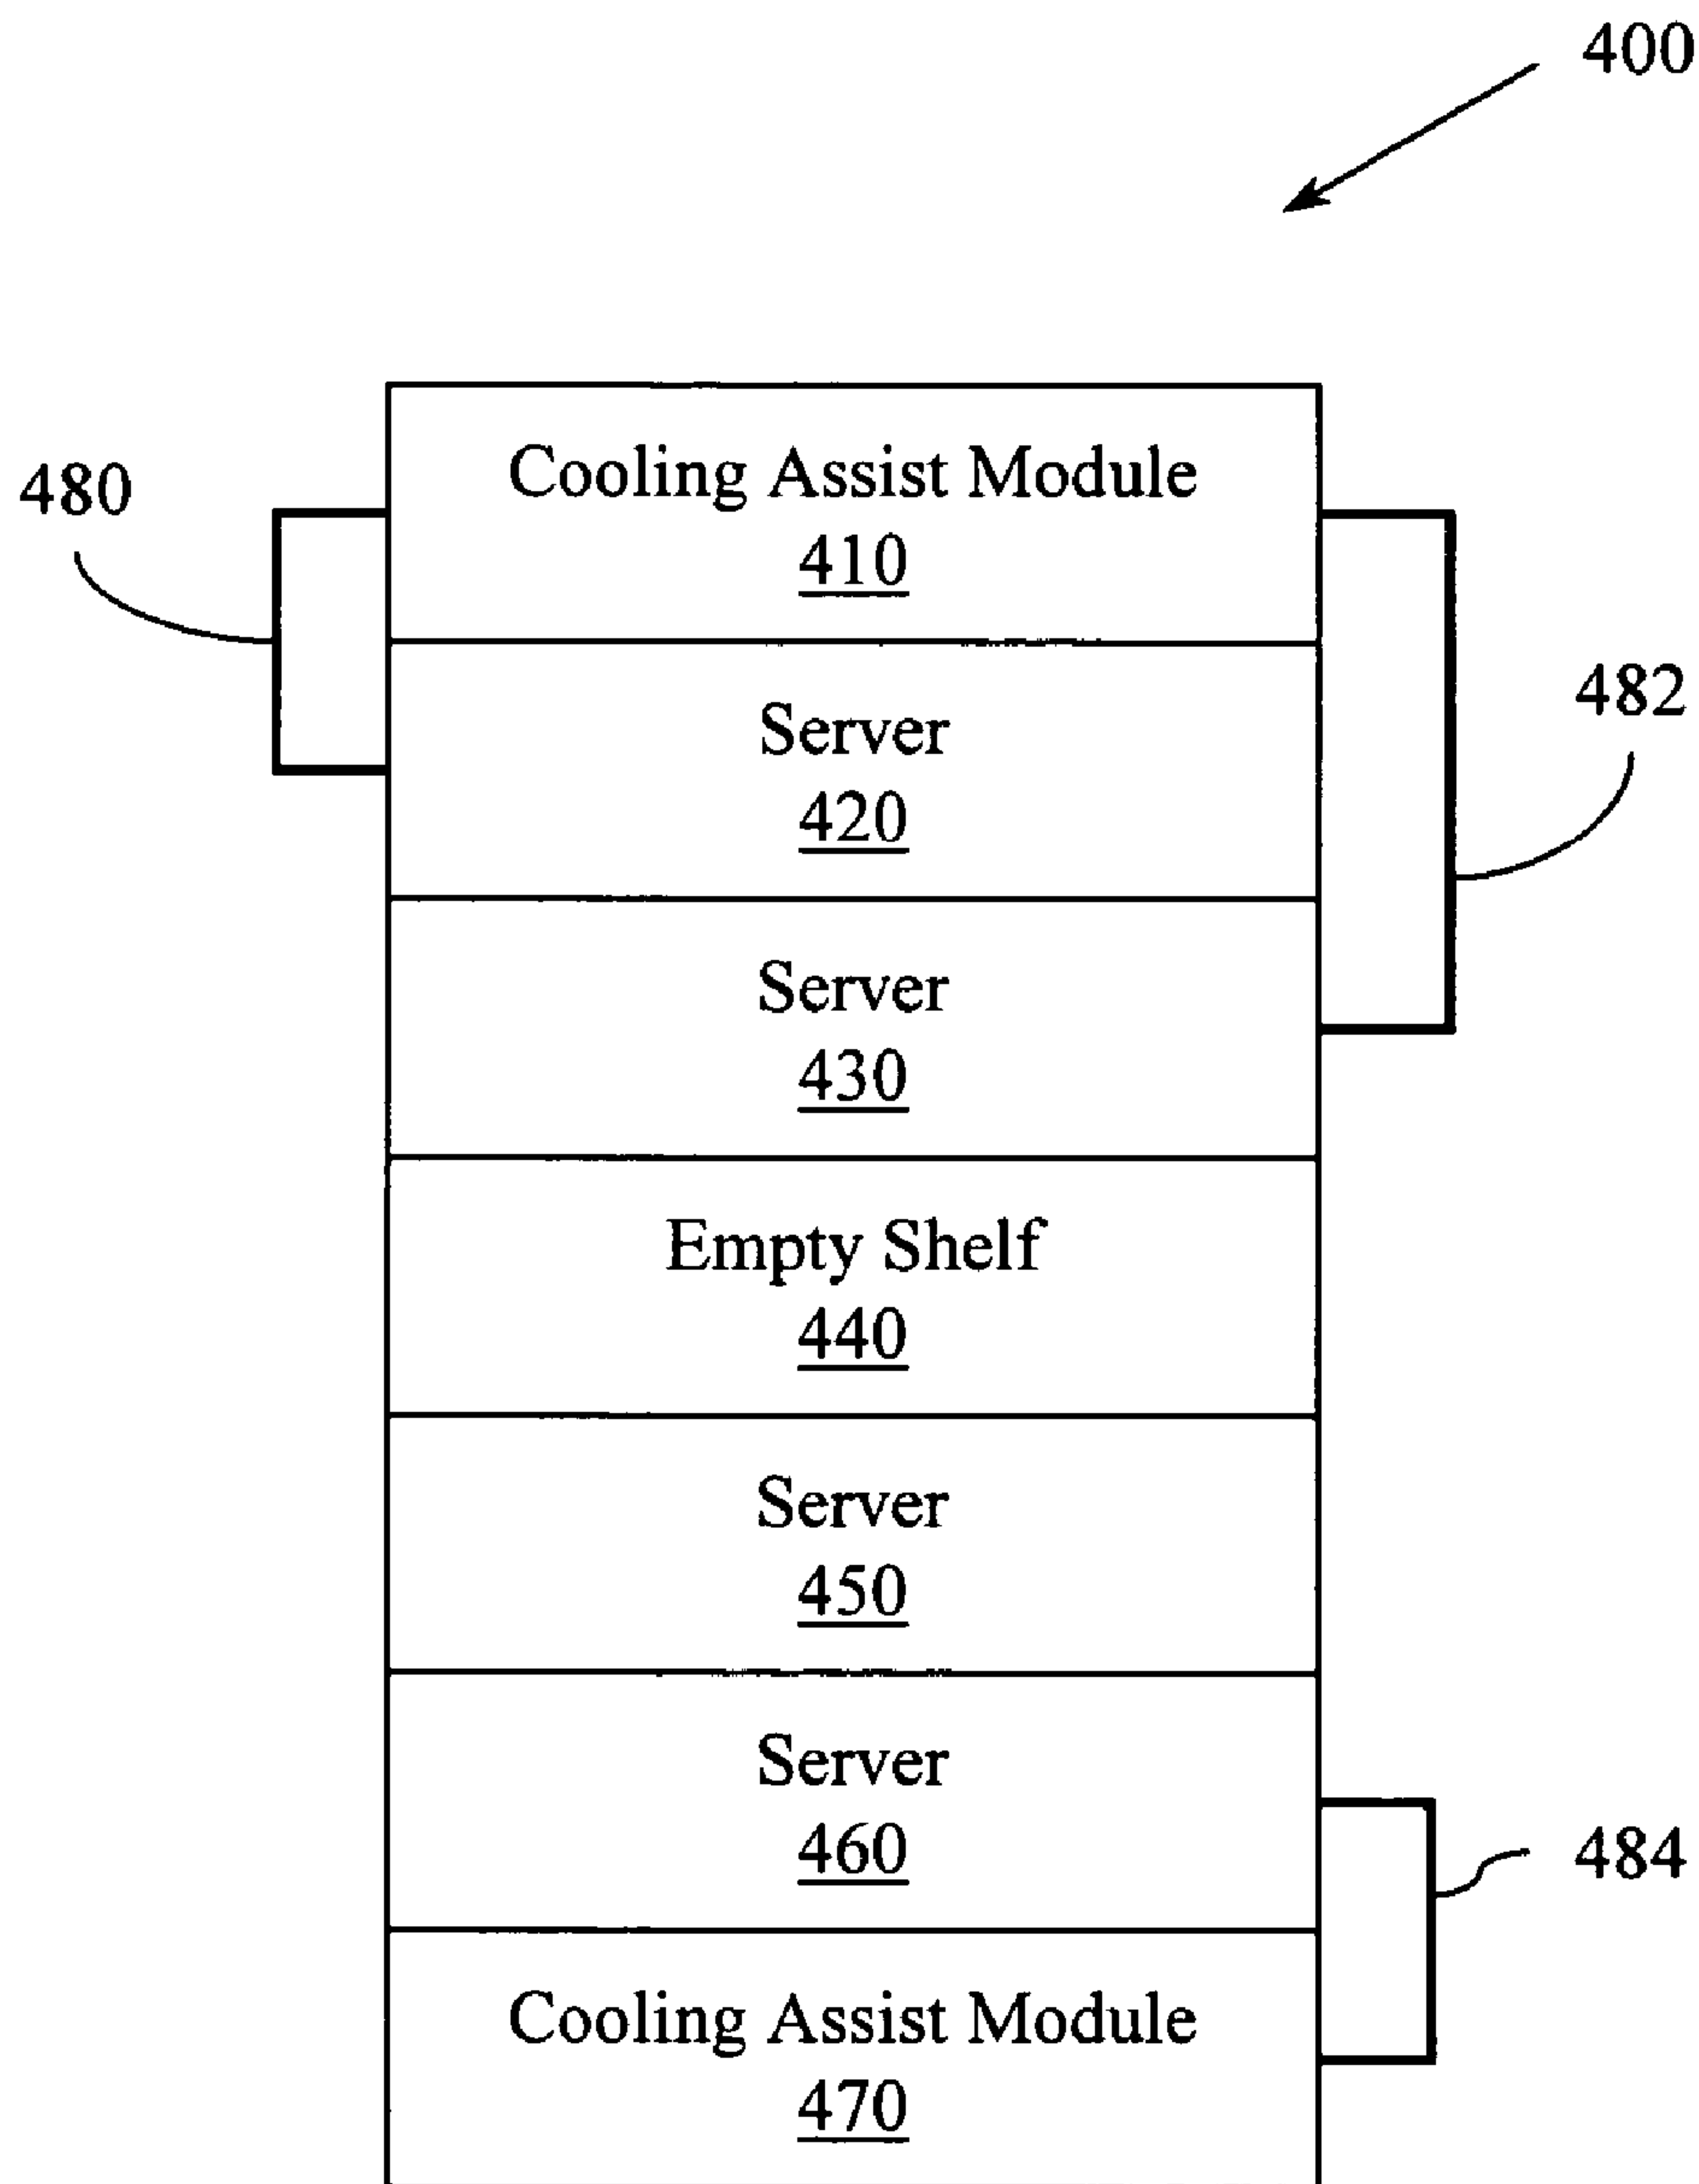 400
Cooling Assist Module
410
480
Server
420
482
Server
430
Empty Shelf
440
Server
450
Server
460
484
Cooling Assist Module
470